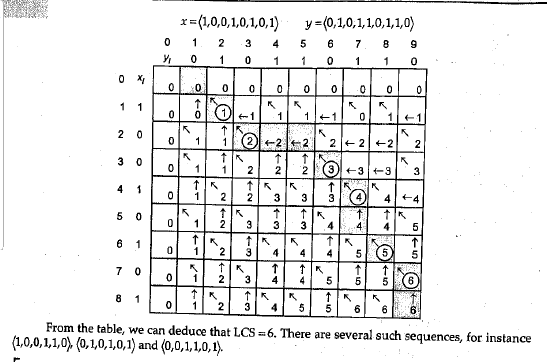 x=⟨1,0,0,1,0,1,0,1⟩ y=⟨0,1,0,1,1,0,1,1,0⟩
0 1 2 3 4 5 6 7 8 9
yⱼ 0 1 0 1 1 0 1 1 0
0 xᵢ 0 0 0 0 0 0 0 0 0 0
1 1 0 ↑0 ↖1 ←1 ↖1 ↖1 ←1 ↖0 ↖1 ←1
2 0 0 ↖1 ↑1 ↖2 ←2 ←2 ↖2 ←2 ←2 ↖2
3 0 0 ↖1 ↑1 ↖2 ↑2 ↑2 ↖3 ←3 ←3 ↖3
4 1 0 ↑1 ↖2 ↑2 ↖3 ↖3 ↑3 ↖4 ↖4 ←4
5 0 0 ↖1 ↑2 ↖3 ↑3 ↑3 ↖4 ↑4 ↑4 ↖5
6 1 0 ↑1 ↖2 ↑3 ↖4 ↖4 ↑4 ↖5 ↖5 ↑5
7 0 0 ↖1 ↑2 ↖3 ↑4 ↑4 ↖5 ↑5 ↑5 ↖6
8 1 0 ↑1 ↖2 ↑3 ↖4 ↖5 ↑5 ↖6 ↖6 ↑6
From the table, we can deduce that LCS = 6. There are several such sequences, for instance
⟨1,0,0,1,1,0⟩, ⟨0,1,0,1,0,1⟩ and ⟨0,0,1,1,0,1⟩.